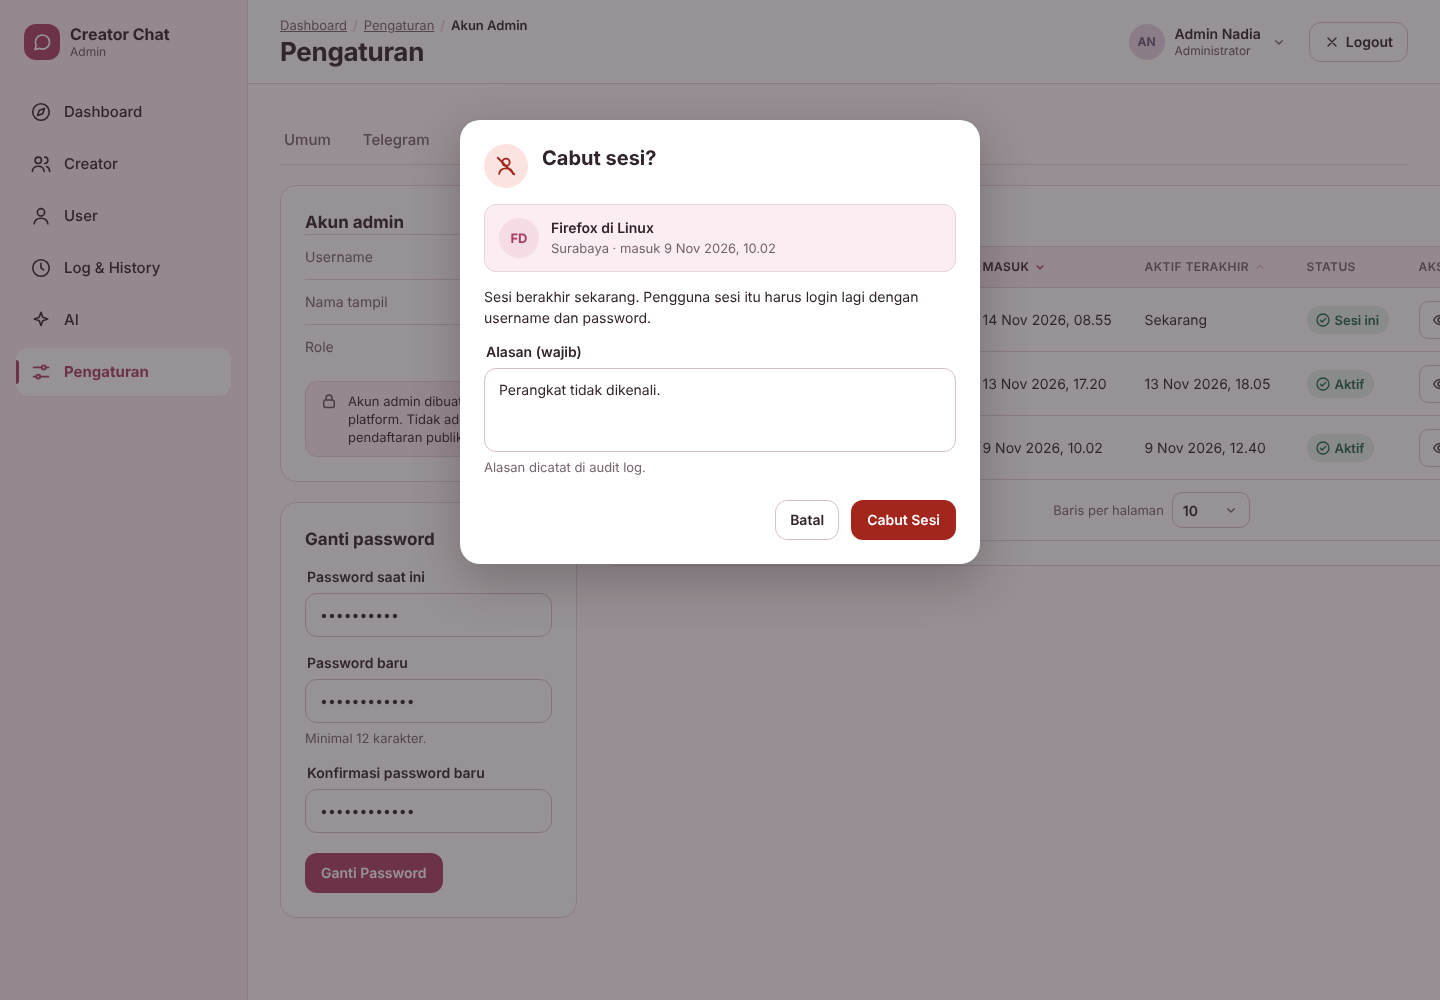 Creator Chat
Admin
Dashboard
Creator
User
Log & History
AI
Pengaturan
Dashboard / Pengaturan / Akun Admin
Pengaturan
AN
Admin Nadia
Administrator
Logout
Umum
Telegram
Akun admin
Username
Nama tampil
Role
Akun admin dibuat
platform. Tidak ad
pendaftaran publik
Ganti password
Password saat ini
••••••••••
Password baru
••••••••••••
Minimal 12 karakter.
Konfirmasi password baru
••••••••••••
Ganti Password
MASUK
AKTIF TERAKHIR
STATUS
AKS
14 Nov 2026, 08.55
Sekarang
Sesi ini
13 Nov 2026, 17.20
13 Nov 2026, 18.05
Aktif
9 Nov 2026, 10.02
9 Nov 2026, 12.40
Aktif
Baris per halaman
10
Cabut sesi?
FD
Firefox di Linux
Surabaya · masuk 9 Nov 2026, 10.02
Sesi berakhir sekarang. Pengguna sesi itu harus login lagi dengan
username dan password.
Alasan (wajib)
Perangkat tidak dikenali.
Alasan dicatat di audit log.
Batal
Cabut Sesi